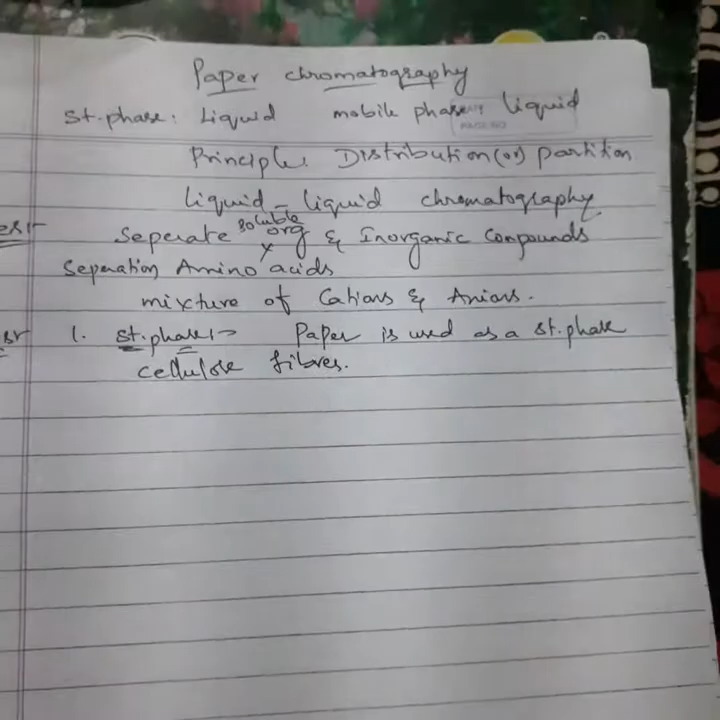 Paper chromatography
st.phase: Liquid mobile phase liquid
Principle Distribution (or) partition
Liquid - liquid chromatography
soluble
Seperate org & Inorganic Compounds
Seperation Amino acids
mixture of Cations & Anions.
1. st.phase:- Paper is used as a st.phase
cellulose fibres.